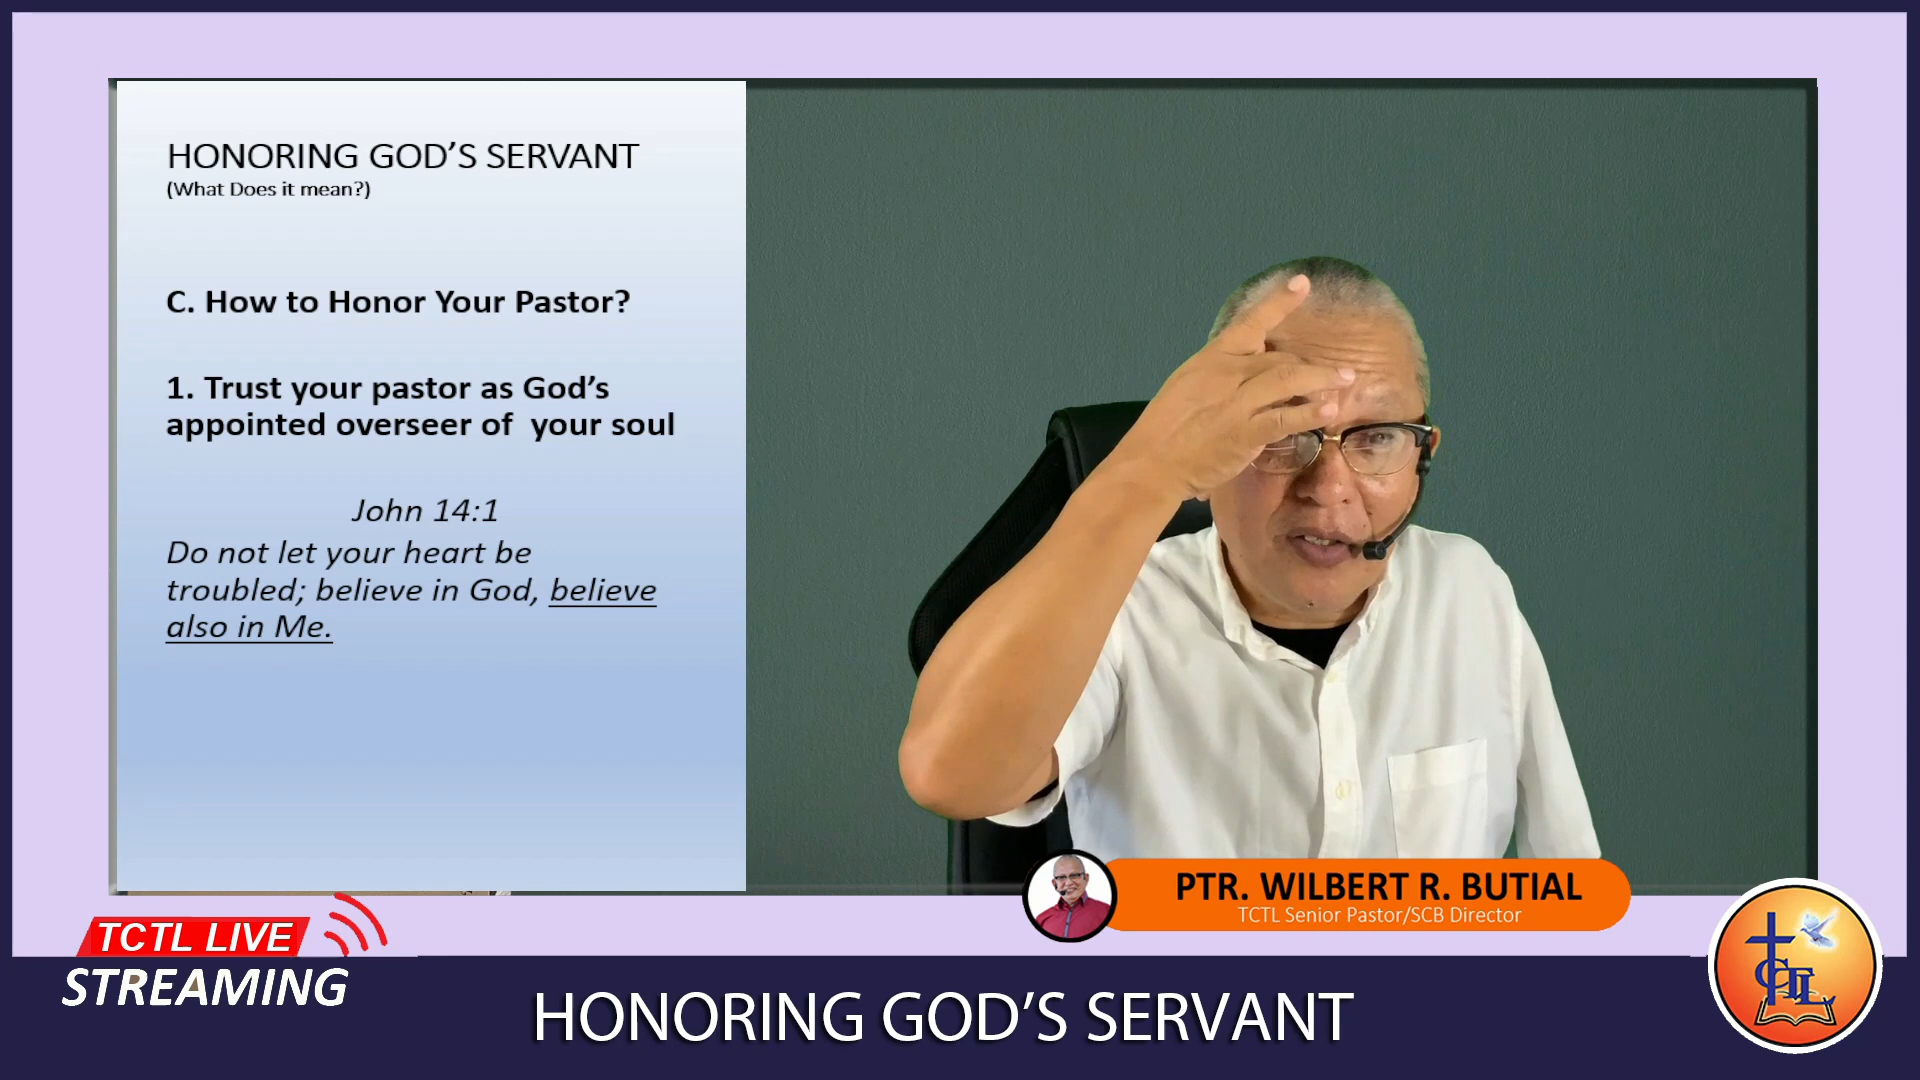 HONORING GOD'S SERVANT
(What Does it mean?)
C. How to Honor Your Pastor?
1. Trust your pastor as God's
appointed overseer of your soul
John 14:1
Do not let your heart be
troubled; believe in God, believe
also in Me.
PTR. WILBERT R. BUTIAL
TCTL Senior Pastor/SCB Director
TCTL LIVE
STREAMING
HONORING GOD'S SERVANT
CTTL